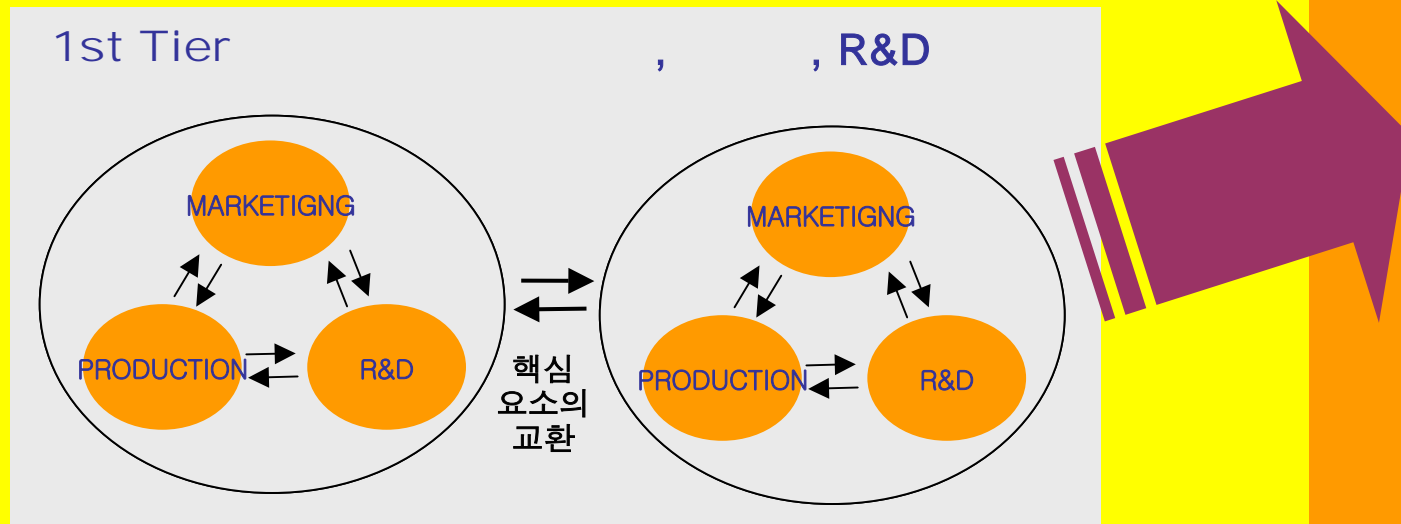 1st Tier , , R&D
MARKETIGNG
PRODUCTION
R&D
핵심
요소의
교환
MARKETIGNG
PRODUCTION
R&D